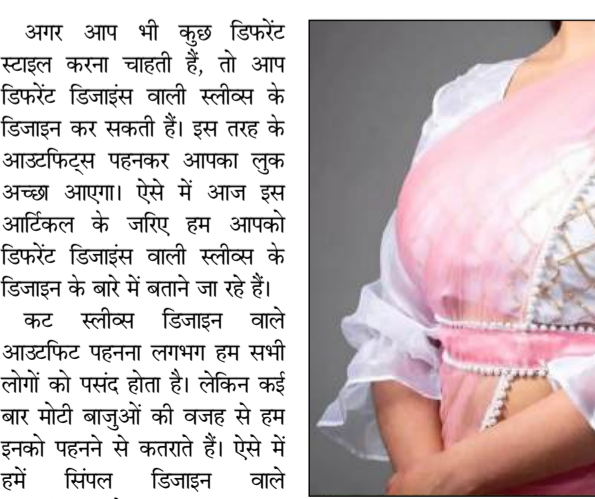 अगर आप भी कुछ डिफरेंट
स्टाइल करना चाहती हैं, तो आप
डिफरेंट डिजाइंस वाली स्लीव्स के
डिजाइन कर सकती हैं। इस तरह के
आउटफिट्स पहनकर आपका लुक
अच्छा आएगा। ऐसे में आज इस
आर्टिकल के जरिए हम आपको
डिफरेंट डिजाइंस वाली स्लीव्स के
डिजाइन के बारे में बताने जा रहे हैं।
कट स्लीव्स डिजाइन वाले
आउटफिट पहनना लगभग हम सभी
लोगों को पसंद होता है। लेकिन कई
बार मोटी बाजुओं की वजह से हम
इनको पहनने से कतराते हैं। ऐसे में
हमें सिंपल डिजाइन वाले